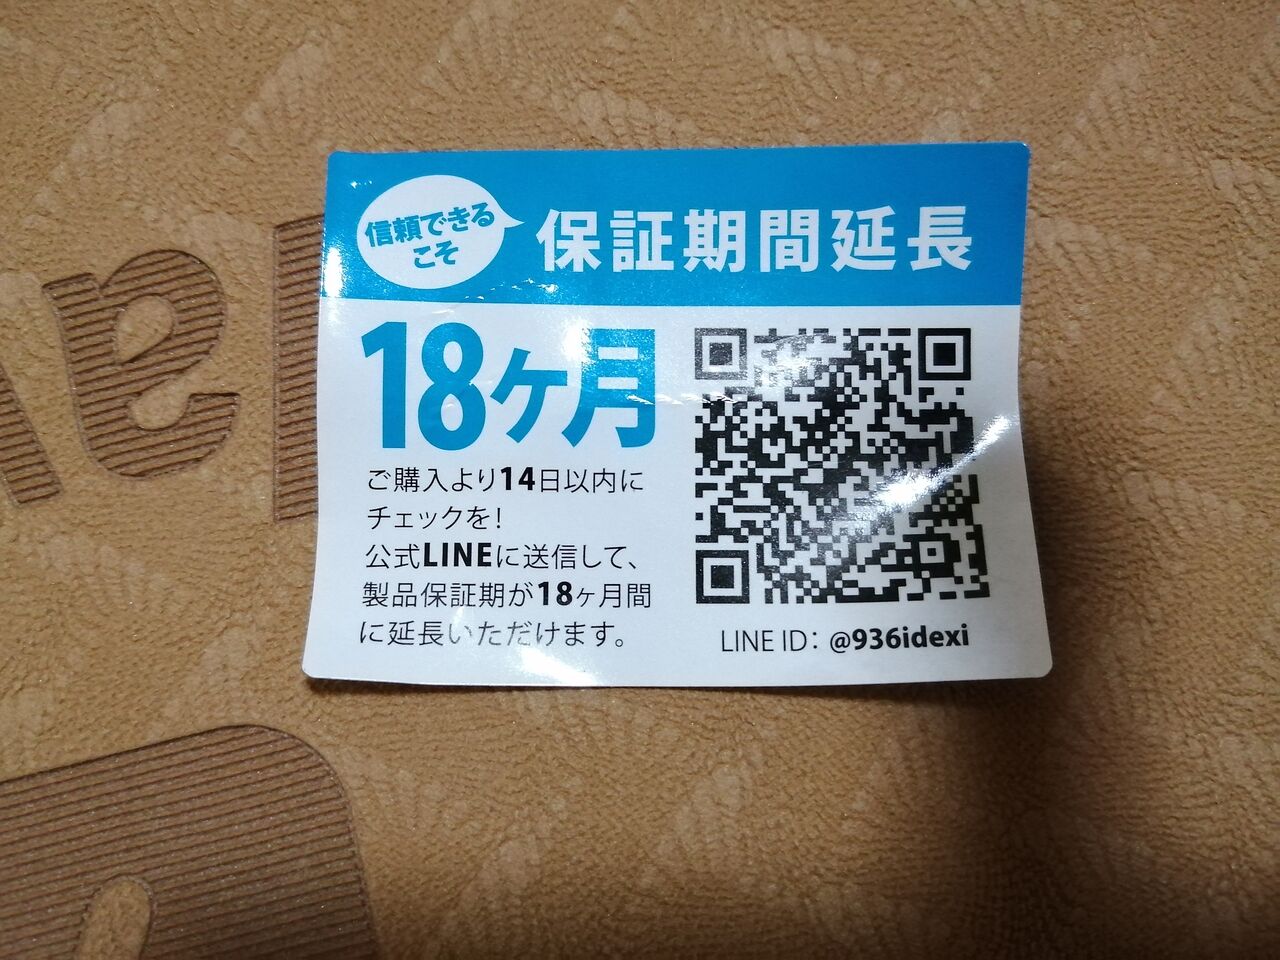 信頼できる
こそ
保証期間延長
18ヶ月
ご購入より14日以内に
チェックを!
公式LINEに送信して、
製品保証期が18ヶ月間
に延長いただけます。
LINE ID: @936idexi